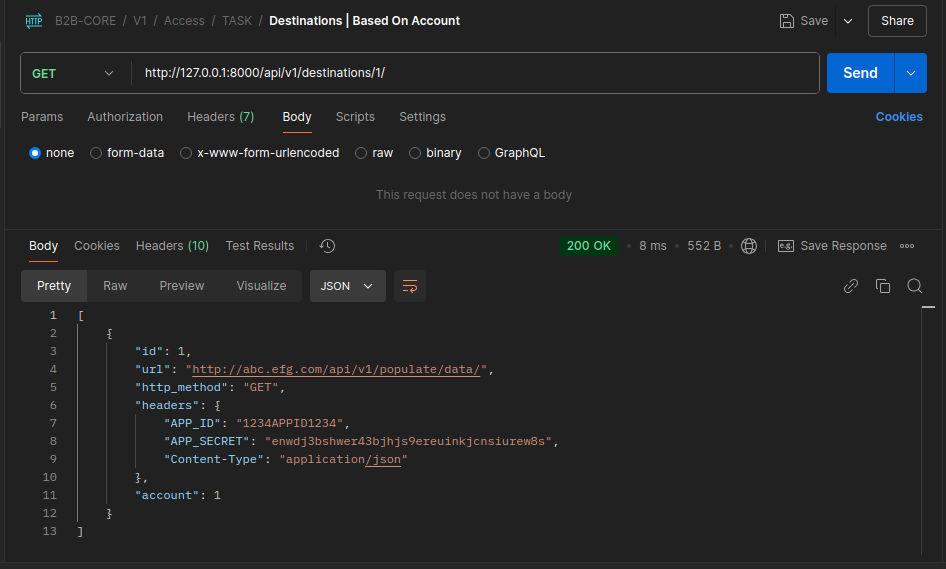 HTTP B2B-CORE / V1 / Access / TASK / Destinations | Based On Account Save Share
GET http://127.0.0.1:8000/api/v1/destinations/1/ Send
Params Authorization Headers (7) Body Scripts Settings Cookies
none form-data x-www-form-urlencoded raw binary GraphQL
This request does not have a body
Body Cookies Headers (10) Test Results 200 OK • 8 ms • 552 B • e.g. Save Response
Pretty Raw Preview Visualize JSON
1 [
2 {
3 "id": 1,
4 "url": "http://abc.efg.com/api/v1/populate/data/",
5 "http_method": "GET",
6 "headers": {
7 "APP_ID": "1234APPID1234",
8 "APP_SECRET": "enwdj3bshwer43bjhjs9ereuinkjcnsiurew8s",
9 "Content-Type": "application/json"
10 },
11 "account": 1
12 }
13 ]